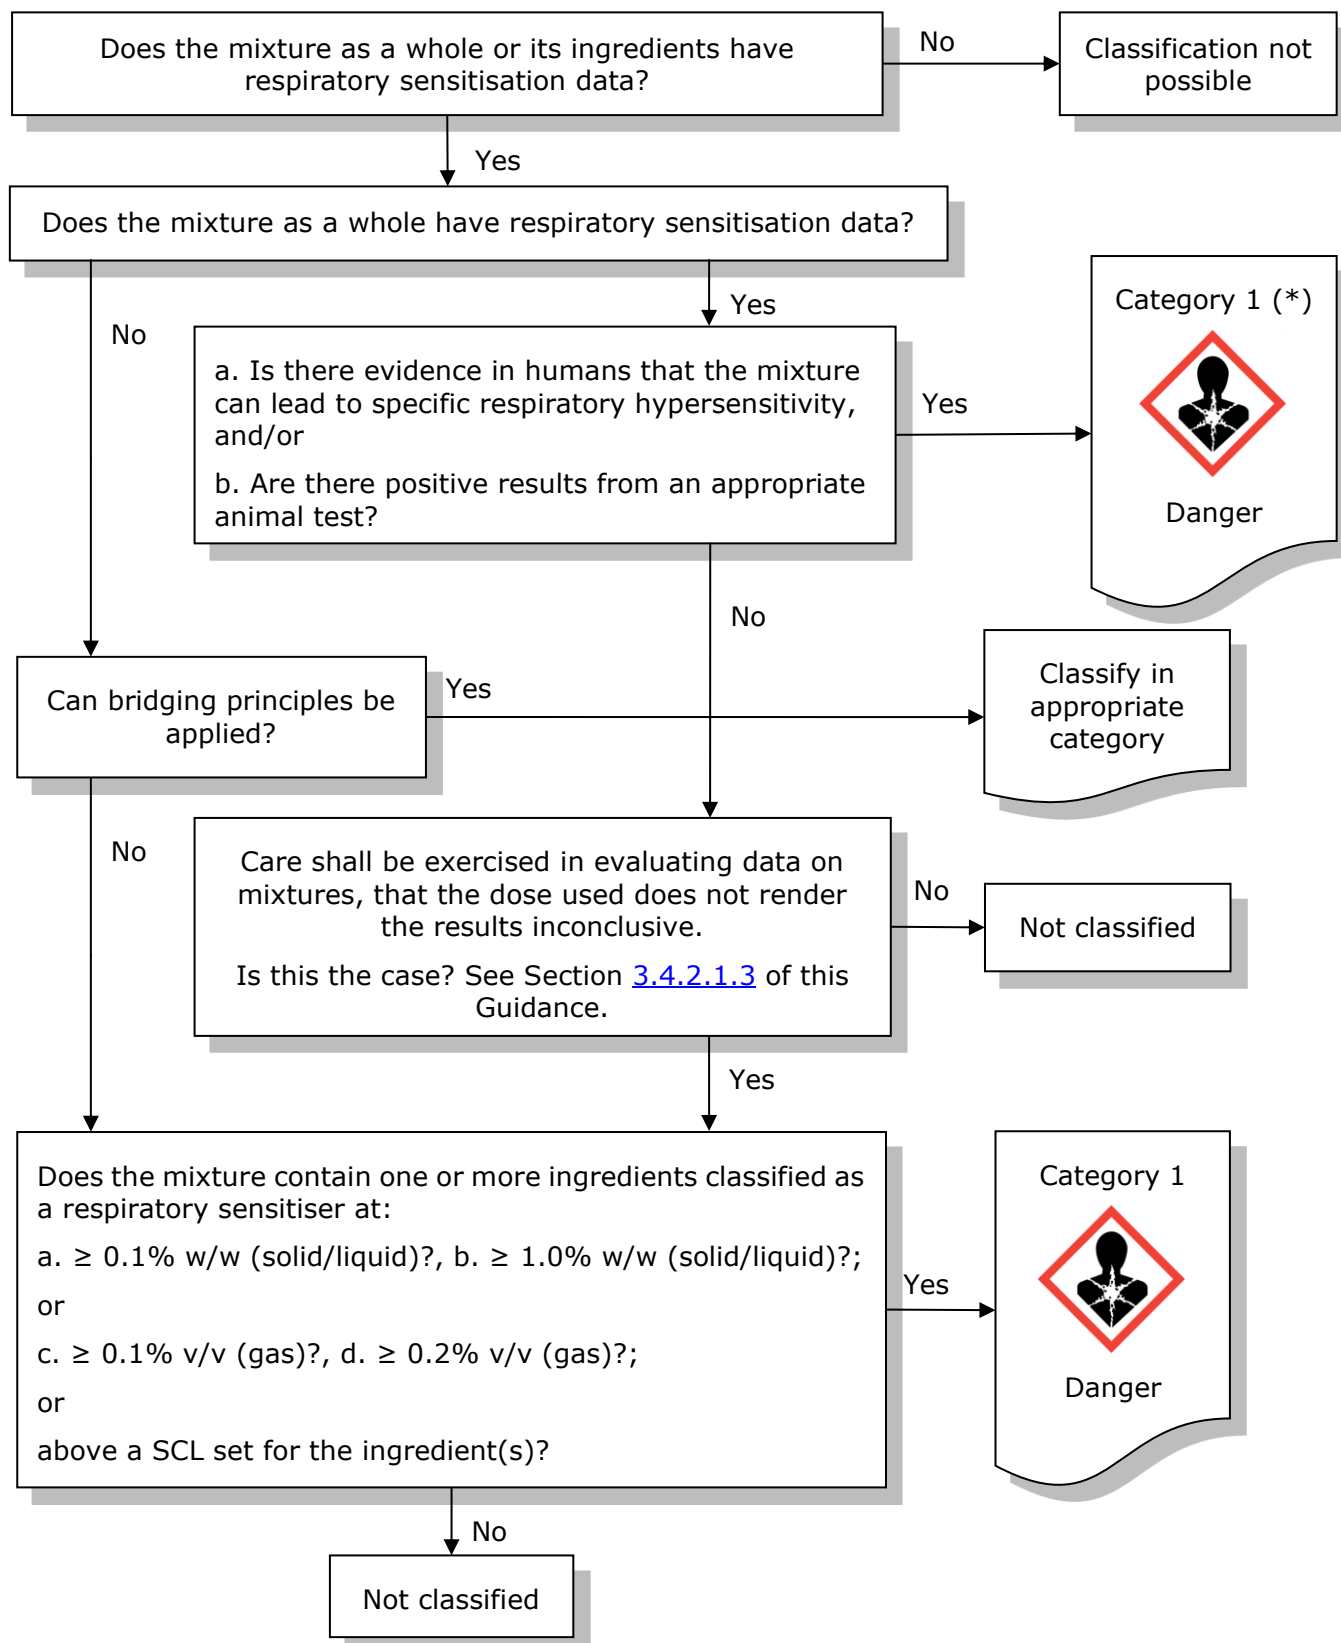 Does the mixture as a whole or its ingredients have
respiratory sensitisation data?
No
Classification not
possible
Yes
Does the mixture as a whole have respiratory sensitisation data?
No
Yes
a. Is there evidence in humans that the mixture
can lead to specific respiratory hypersensitivity,
and/or
b. Are there positive results from an appropriate
animal test?
Yes
Category 1 (*)
Danger
No
Can bridging principles be
applied?
Yes
Classify in
appropriate
category
No
Care shall be exercised in evaluating data on
mixtures, that the dose used does not render
the results inconclusive.
Is this the case? See Section 3.4.2.1.3 of this
Guidance.
No
Not classified
Yes
Does the mixture contain one or more ingredients classified as
a respiratory sensitiser at:
a. ≥ 0.1% w/w (solid/liquid)?, b. ≥ 1.0% w/w (solid/liquid)?;
or
c. ≥ 0.1% v/v (gas)?, d. ≥ 0.2% v/v (gas)?;
or
above a SCL set for the ingredient(s)?
Yes
Category 1
Danger
No
Not classified